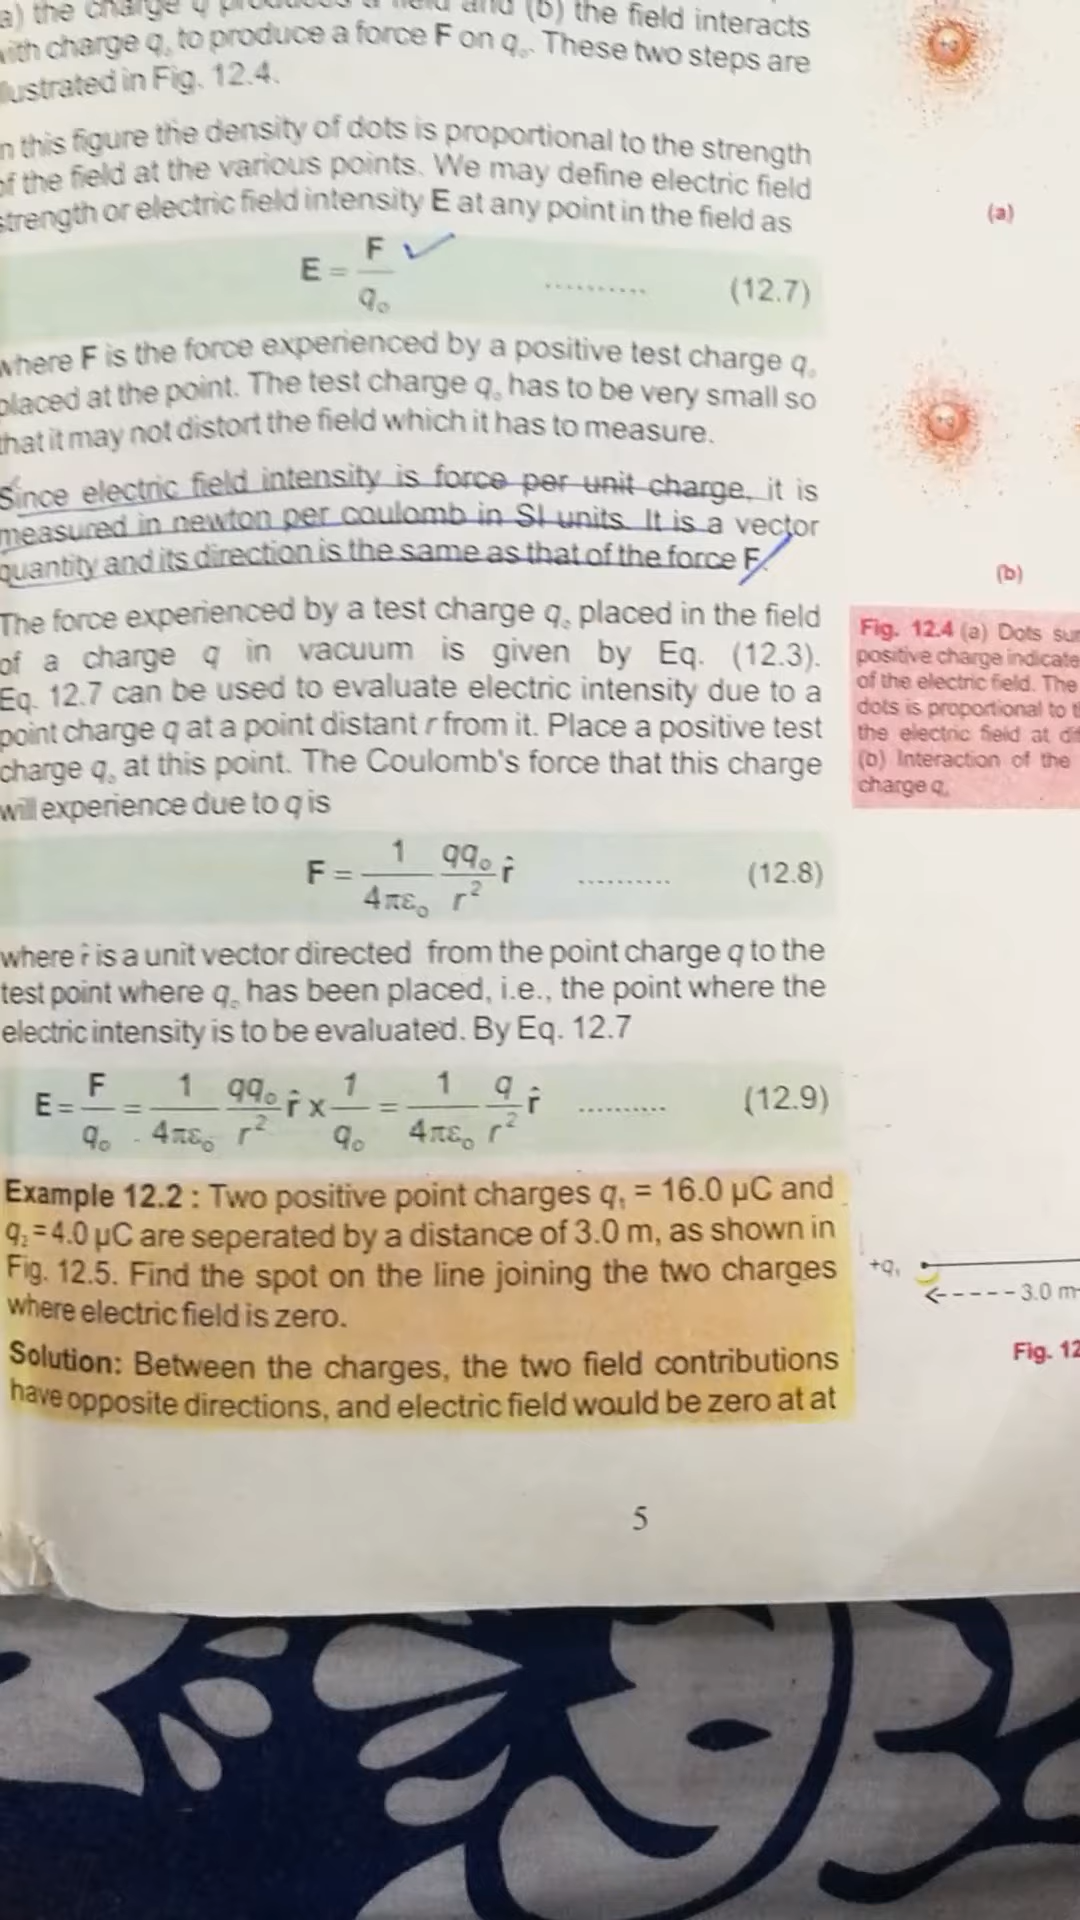 a) the charge q produces a field and (b) the field interacts
with charge q₀ to produce a force F on q₀. These two steps are
illustrated in Fig. 12.4.
In this figure the density of dots is proportional to the strength
of the field at the various points. We may define electric field
strength or electric field intensity E at any point in the field as
E = F/q₀ .......... (12.7)
where F is the force experienced by a positive test charge q₀
placed at the point. The test charge q₀ has to be very small so
that it may not distort the field which it has to measure.
Since electric field intensity is force per unit charge, it is
measured in newton per coulomb in SI units. It is a vector
quantity and its direction is the same as that of the force F.
The force experienced by a test charge q₀ placed in the field
of a charge q in vacuum is given by Eq. (12.3).
Eq. 12.7 can be used to evaluate electric intensity due to a
point charge q at a point distant r from it. Place a positive test
charge q₀ at this point. The Coulomb's force that this charge
will experience due to q is
F = 1/4πε₀ qq₀/r² r̂ .......... (12.8)
where r̂ is a unit vector directed from the point charge q to the
test point where q₀ has been placed, i.e., the point where the
electric intensity is to be evaluated. By Eq. 12.7
E = F/q₀ = 1/4πε₀ qq₀/r² r̂ x 1/q₀ = 1/4πε₀ q/r² r̂ .......... (12.9)
Example 12.2 : Two positive point charges q₁ = 16.0 µC and
q₂ = 4.0 µC are seperated by a distance of 3.0 m, as shown in
Fig. 12.5. Find the spot on the line joining the two charges
where electric field is zero.
Solution: Between the charges, the two field contributions
have opposite directions, and electric field would be zero at at
5
+q
(a)
+q
(b)
Fig. 12.4 (a) Dots sur
positive charge indicate
of the electric field. The
dots is proportional to t
the electric field at dif
(b) Interaction of the
charge q₀
+q₁
3.0 m
Fig. 12